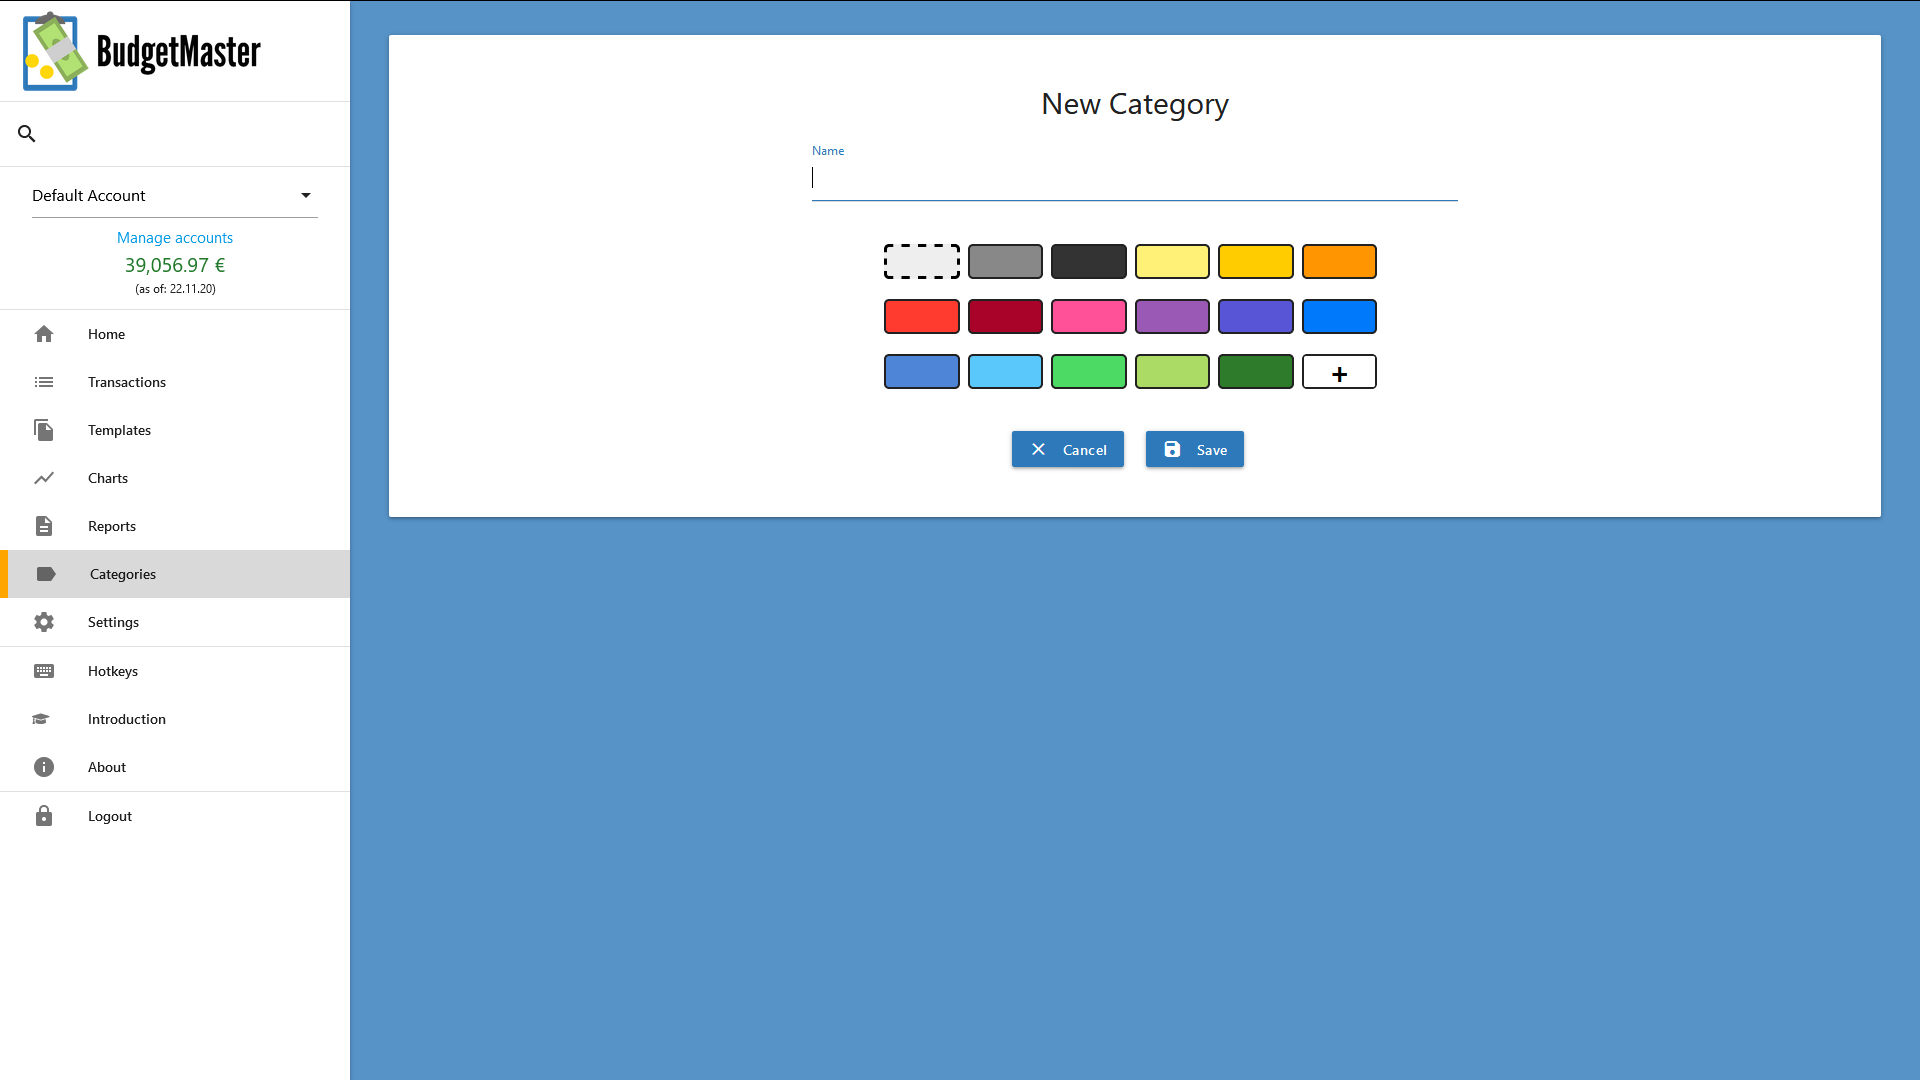 BudgetMaster
Default Account
Manage accounts
39,056.97 €
(as of: 22.11.20)
Home
Transactions
Templates
Charts
Reports
Categories
Settings
Hotkeys
Introduction
About
Logout
New Category
Name
+
Cancel
Save